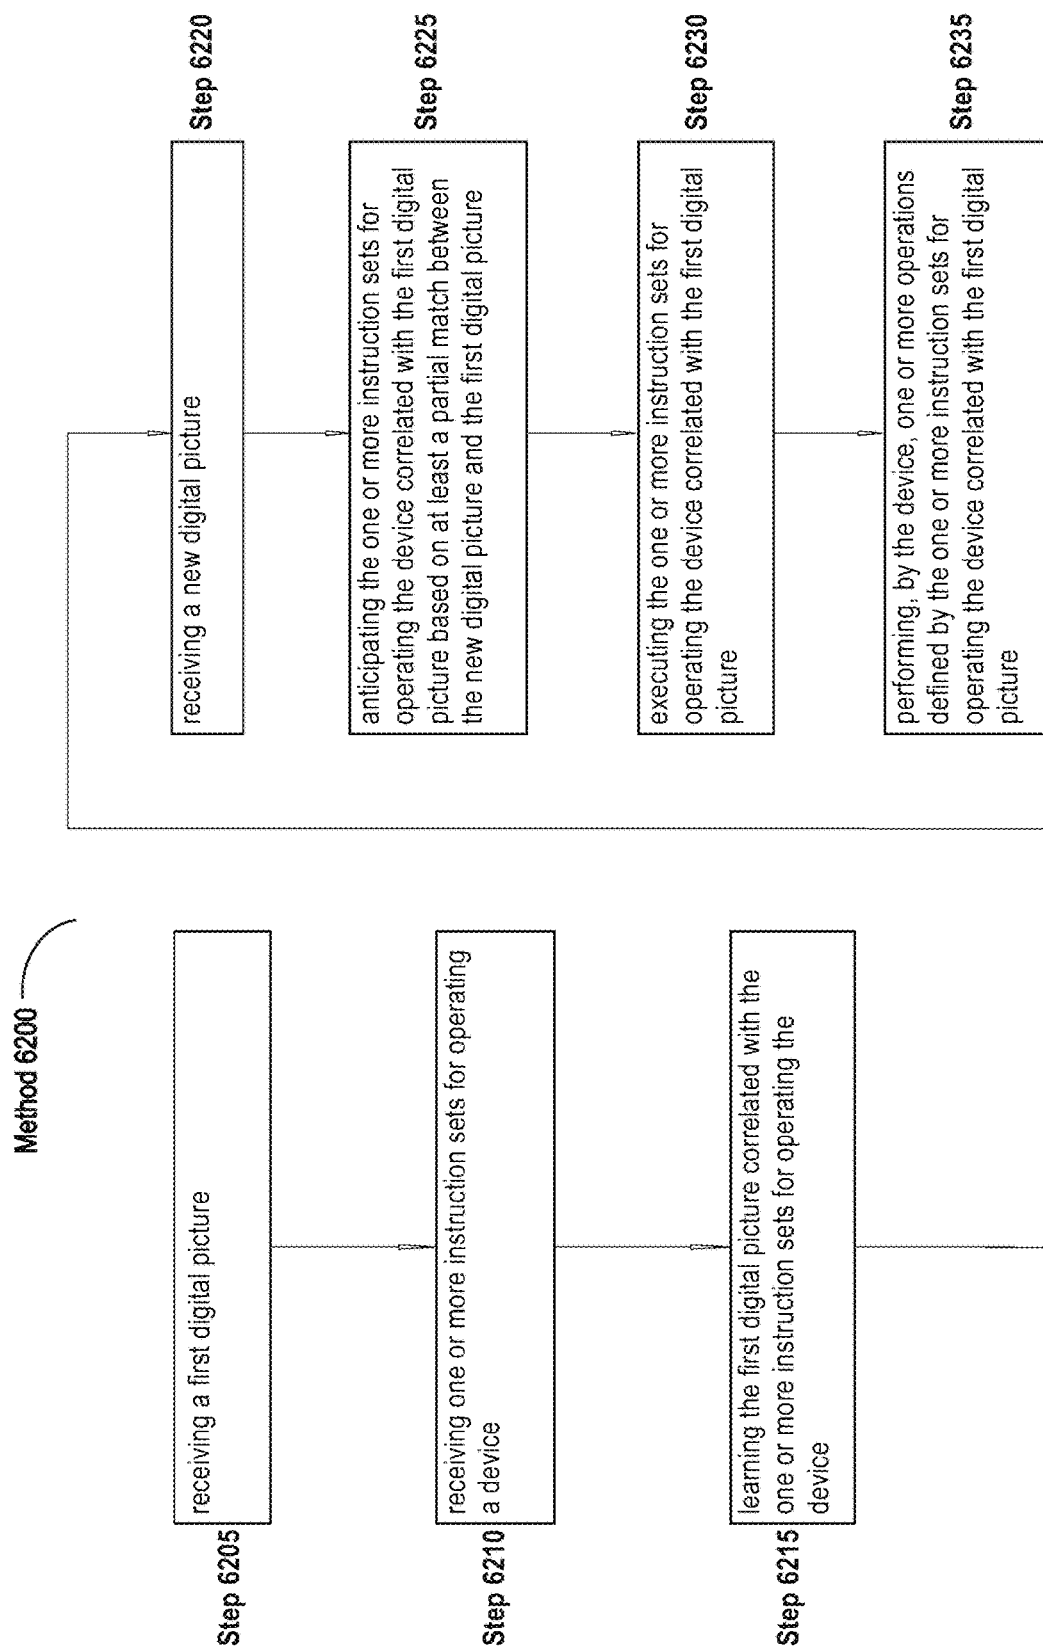 Method 6200
Step 6205
receiving a first digital picture
Step 6210
receiving one or more instruction sets for operating
a device
Step 6215
learning the first digital picture correlated with the
one or more instruction sets for operating the
device
receiving a new digital picture
Step 6220
anticipating the one or more instruction sets for
operating the device correlated with the first digital
picture based on at least a partial match between
the new digital picture and the first digital picture
Step 6225
executing the one or more instruction sets for
operating the device correlated with the first digital
picture
Step 6230
performing, by the device, one or more operations
defined by the one or more instruction sets for
operating the device correlated with the first digital
picture
Step 6235